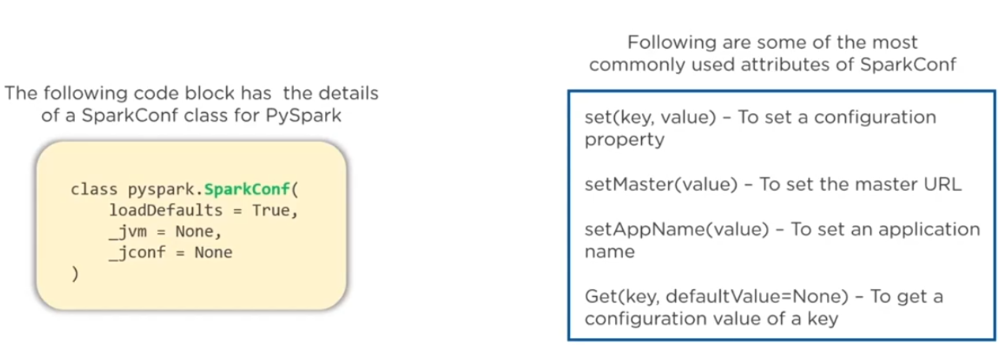 The following code block has the details
of a SparkConf class for PySpark
class pyspark.SparkConf(
loadDefaults = True,
_jvm = None,
_jconf = None
)
Following are some of the most
commonly used attributes of SparkConf
set(key, value) – To set a configuration
property
setMaster(value) – To set the master URL
setAppName(value) – To set an application
name
Get(key, defaultValue=None) – To get a
configuration value of a key